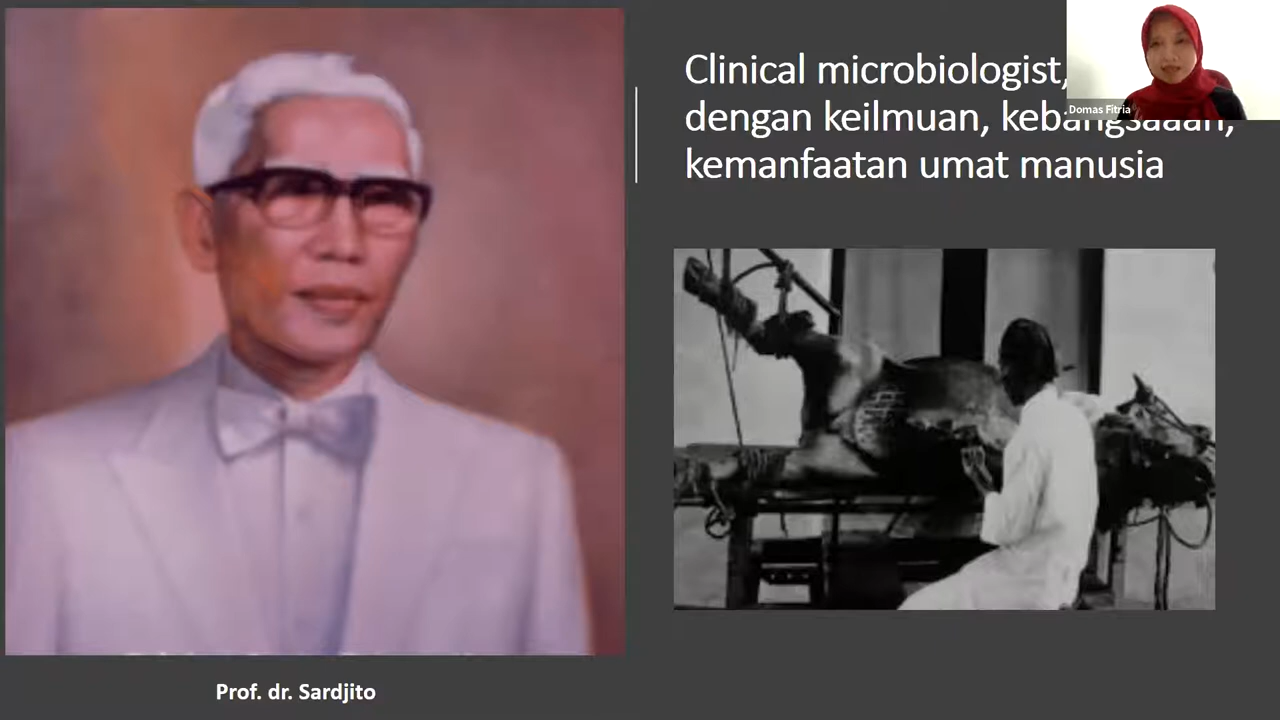 Clinical microbiologist,
dengan keilmuan, kebangsaaan,
kemanfaatan umat manusia
Domas Fitria
Prof. dr. Sardjito